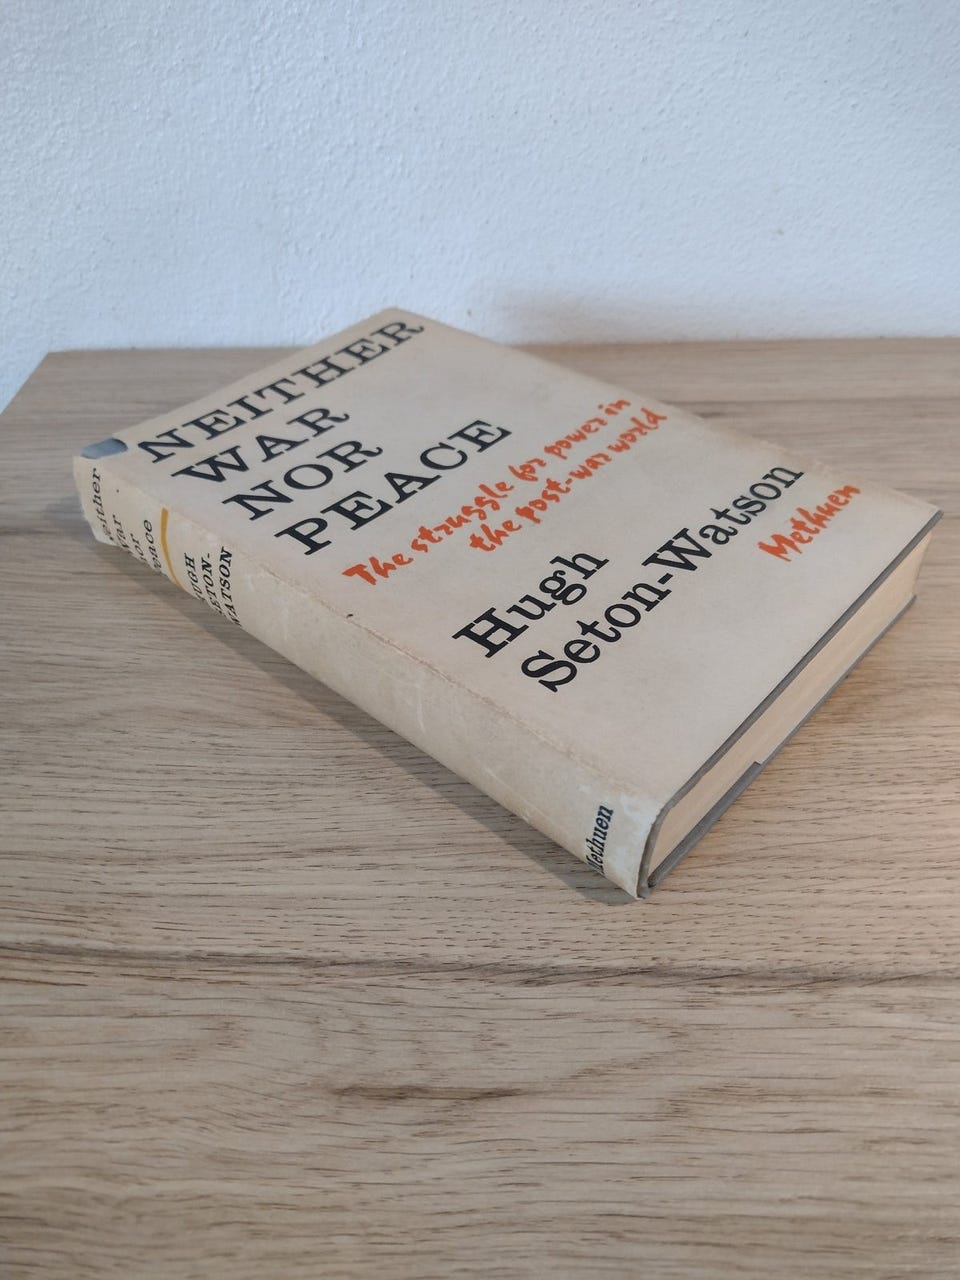 NEITHER
WAR
NOR
PEACE
The struggle for power in
the post-war world
Hugh
Seton-Watson
Methuen
either
war
nor
peace
HUGH
SETON-
WATSON
Methuen